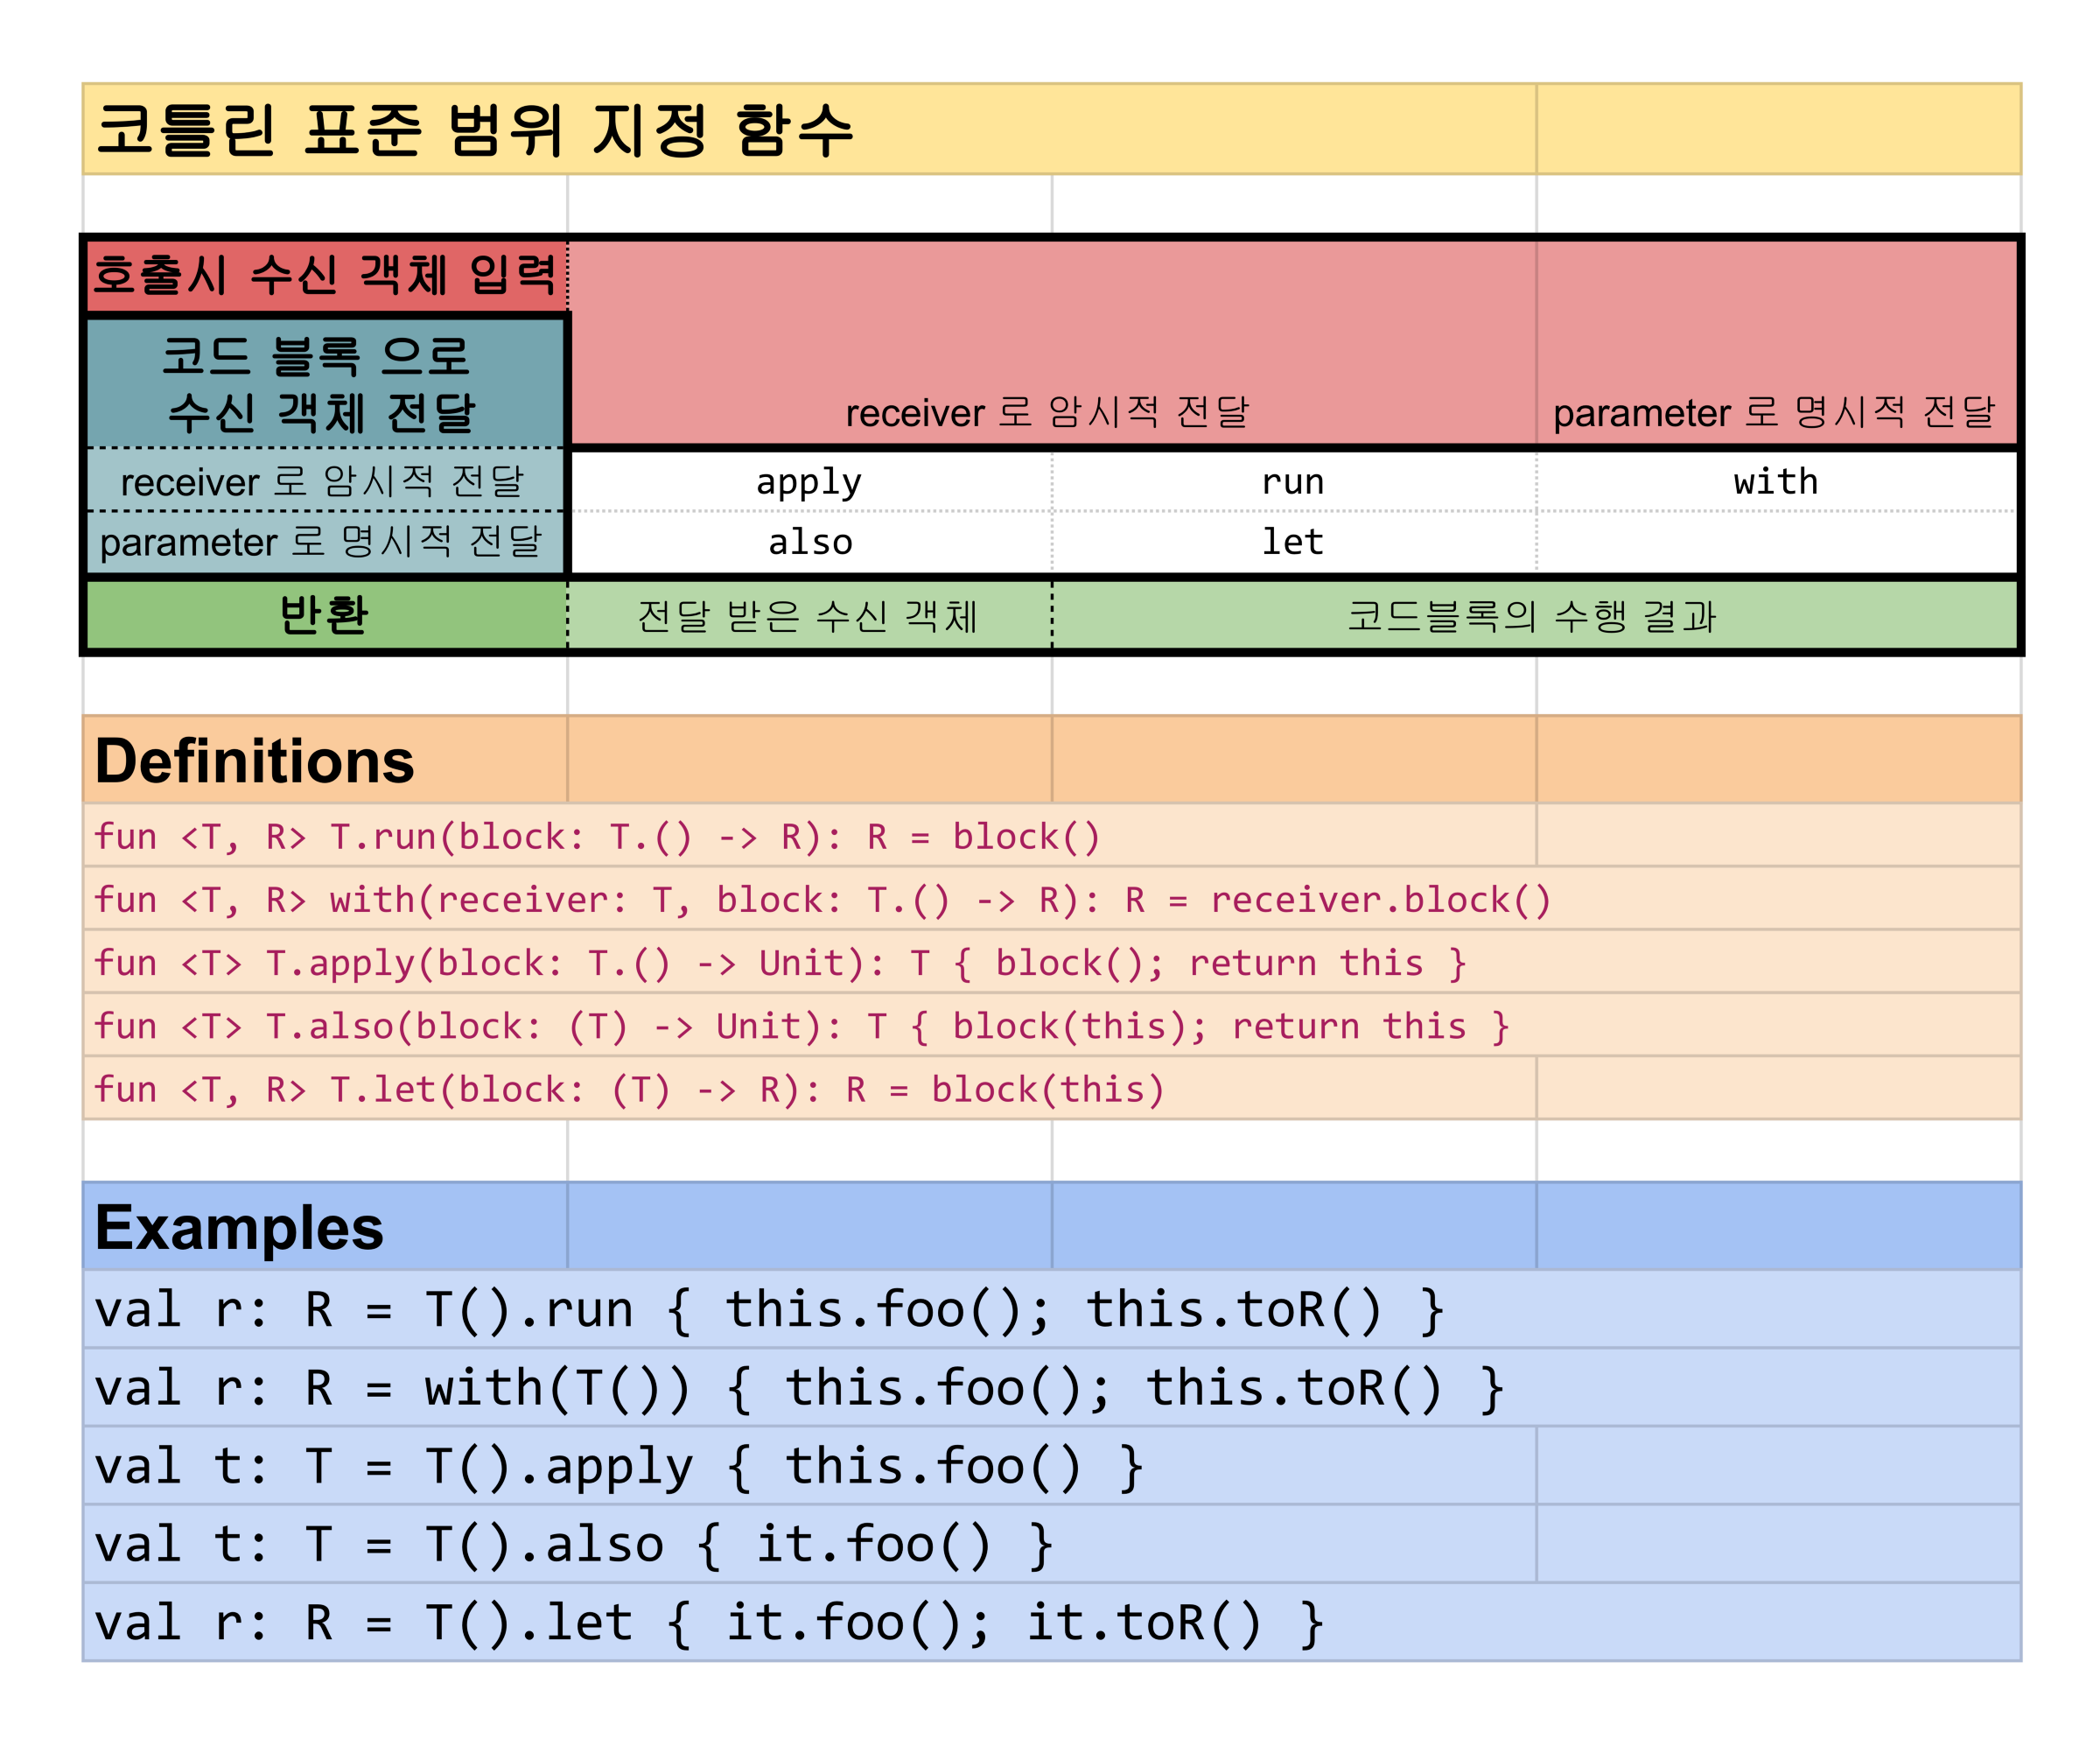 코틀린 표준 범위 지정 함수
호출시 수신 객체 입력
코드 블록 으로
수신 객체 전달
receiver 로 암시적 전달
parameter 로 명시적 전달
receiver 로 암시적 전달
apply
run
with
parameter 로 명시적 전달
also
let
반환
전달 받은 수신 객체
코드블록의 수행 결과
Definitions
fun <T, R> T.run(block: T.() -> R): R = block()
fun <T, R> with(receiver: T, block: T.() -> R): R = receiver.block()
fun <T> T.apply(block: T.() -> Unit): T { block(); return this }
fun <T> T.also(block: (T) -> Unit): T { block(this); return this }
fun <T, R> T.let(block: (T) -> R): R = block(this)
Examples
val r: R = T().run { this.foo(); this.toR() }
val r: R = with(T()) { this.foo(); this.toR() }
val t: T = T().apply { this.foo() }
val t: T = T().also { it.foo() }
val r: R = T().let { it.foo(); it.toR() }